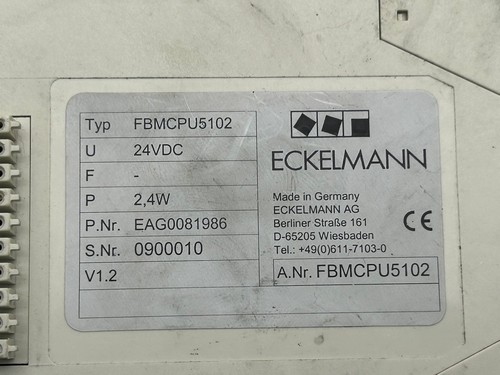 Typ FBMCPU5102
U 24VDC
F -
P 2,4W
P.Nr. EAG0081986
S.Nr. 0900010
V1.2
ECKELMANN
Made in Germany
ECKELMANN AG
Berliner Straße 161
D-65205 Wiesbaden
Tel.: +49(0)611-7103-0
CE
A.Nr. FBMCPU5102